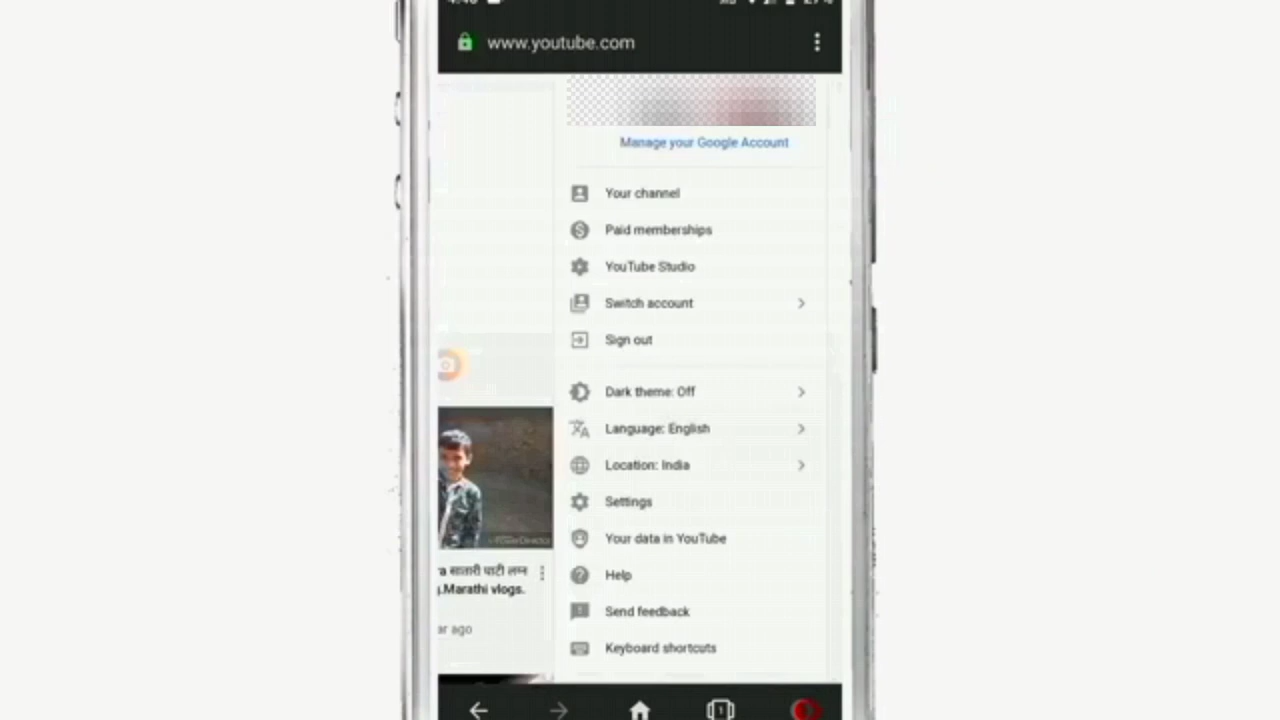 www.youtube.com
Manage your Google Account
Your channel
Paid memberships
YouTube Studio
Switch account
Sign out
Dark theme: Off
Language: English
Location: India
Settings
Your data in YouTube
Help
Send feedback
Keyboard shortcuts
सातारी पाटी लग्न
.Marathi vlogs.
ar ago
1